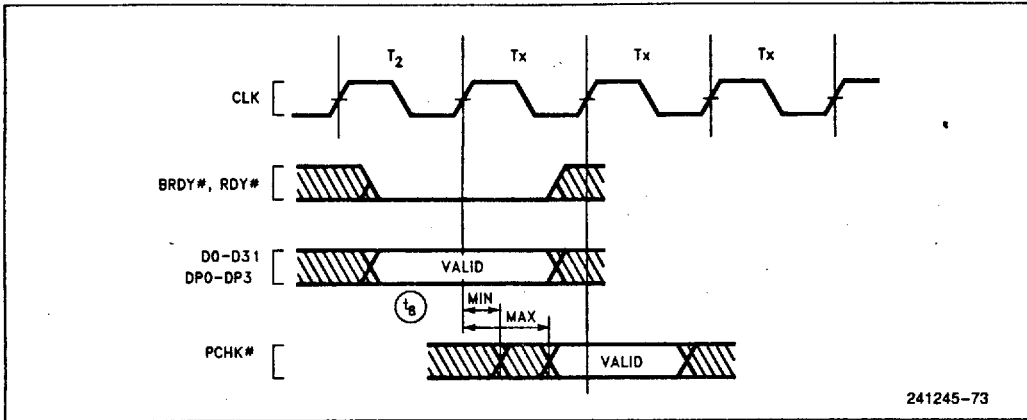 T2 Tx Tx Tx
CLK
BRDY#, RDY#
D0-D31
DP0-DP3
VALID
t8
MIN
MAX
PCHK#
VALID
241245-73